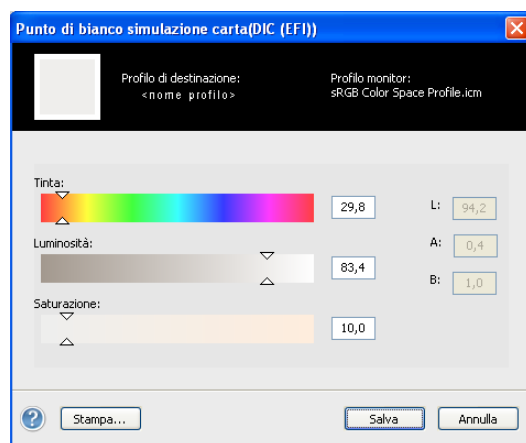 Punto di bianco simulazione carta(DIC (EFI))
Profilo di destinazione:
<nome profilo>
Profilo monitor:
sRGB Color Space Profile.icm
Tinta:
29,8
Luminosità:
83,4
Saturazione:
10,0
L: 94,2
A: 0,4
B: 1,0
?
Stampa...
Salva
Annulla